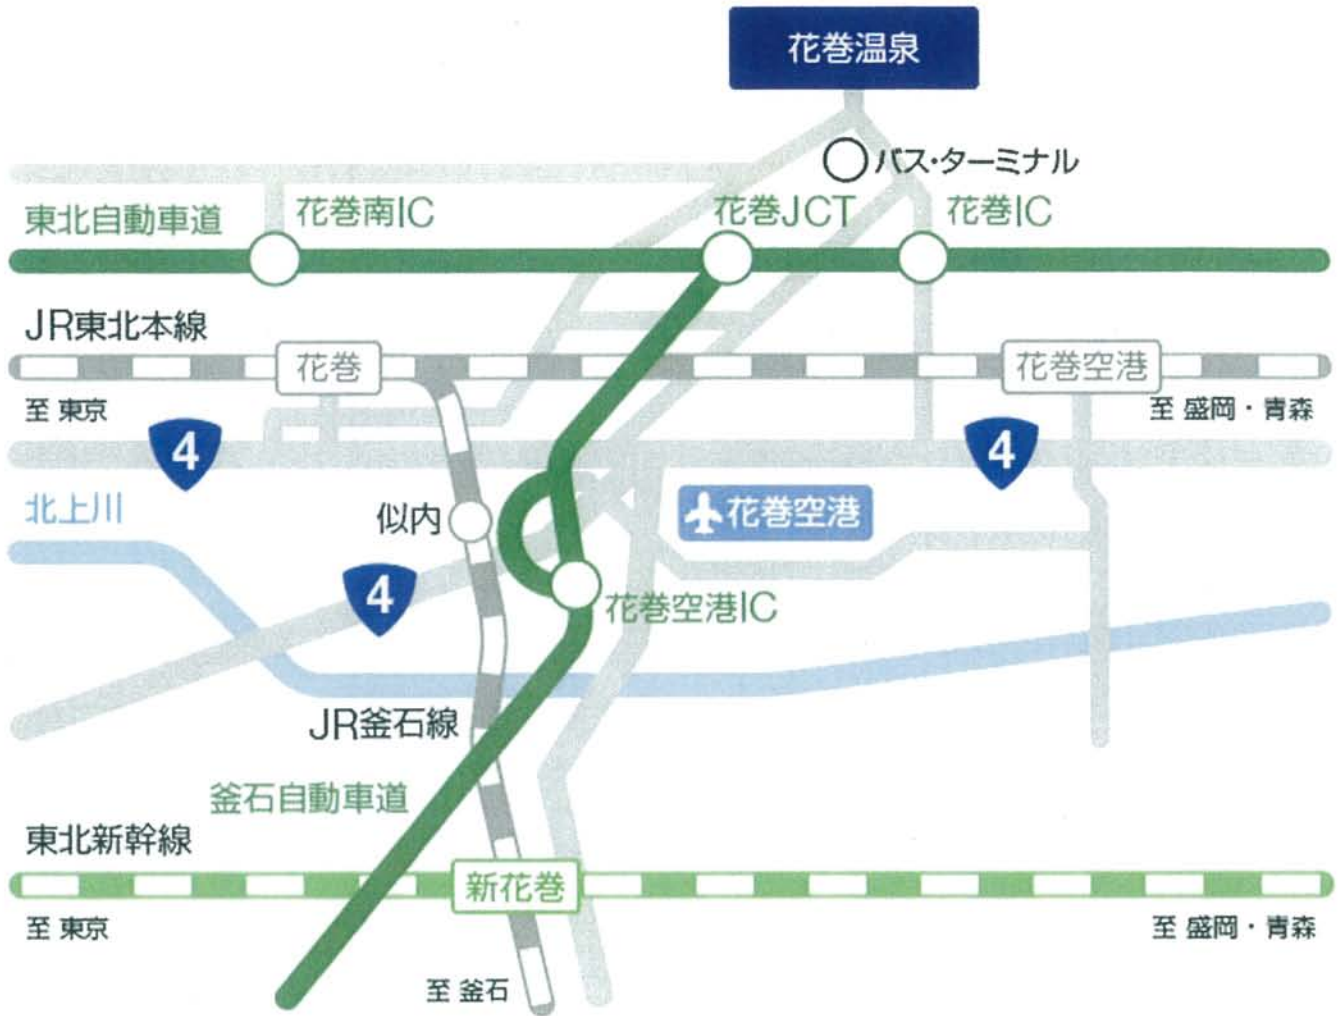 花巻温泉
バス・ターミナル
東北自動車道
花巻南IC
花巻JCT
花巻IC
JR東北本線
花巻
花巻空港
至 東京
至 盛岡・青森
4
4
北上川
似内
花巻空港
4
花巻空港IC
JR釜石線
釜石自動車道
東北新幹線
新花巻
至 東京
至 盛岡・青森
至 釜石